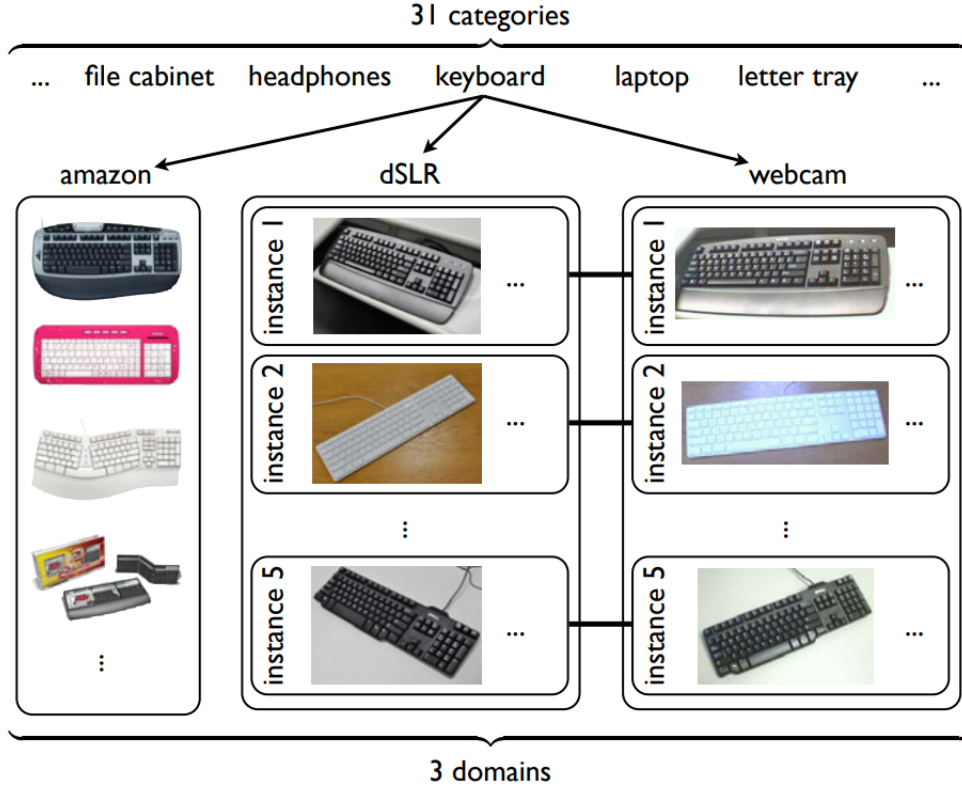 31 categories
... file cabinet headphones keyboard laptop letter tray ...
amazon dSLR webcam
instance 1 ... instance 1 ...
instance 2 ... instance 2 ...
... ...
instance 5 ... instance 5 ...
...
3 domains